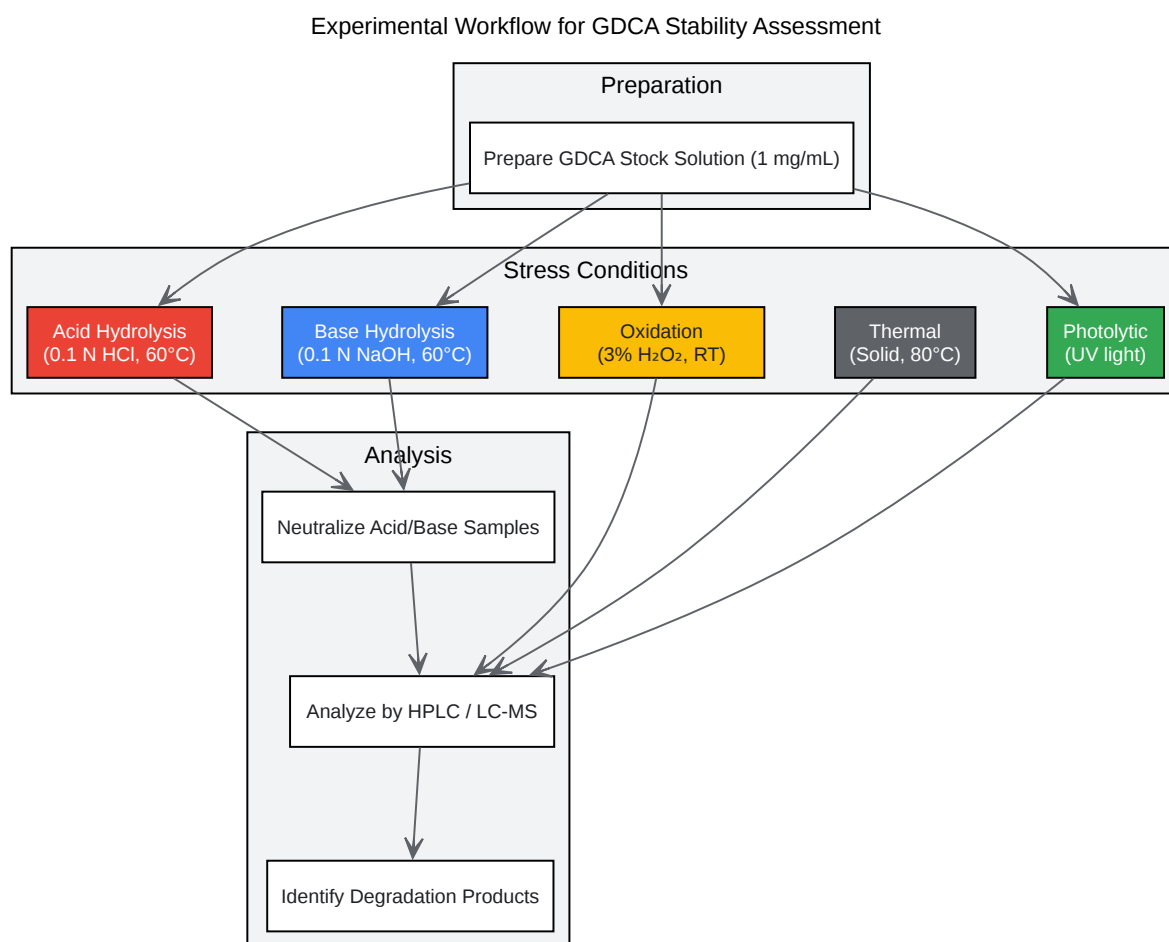 Experimental Workflow for GDCA Stability Assessment
Preparation
Prepare GDCA Stock Solution (1 mg/mL)
Stress Conditions
Acid Hydrolysis
(0.1 N HCl, 60°C)
Base Hydrolysis
(0.1 N NaOH, 60°C)
Oxidation
(3% H₂O₂, RT)
Thermal
(Solid, 80°C)
Photolytic
(UV light)
Analysis
Neutralize Acid/Base Samples
Analyze by HPLC / LC-MS
Identify Degradation Products